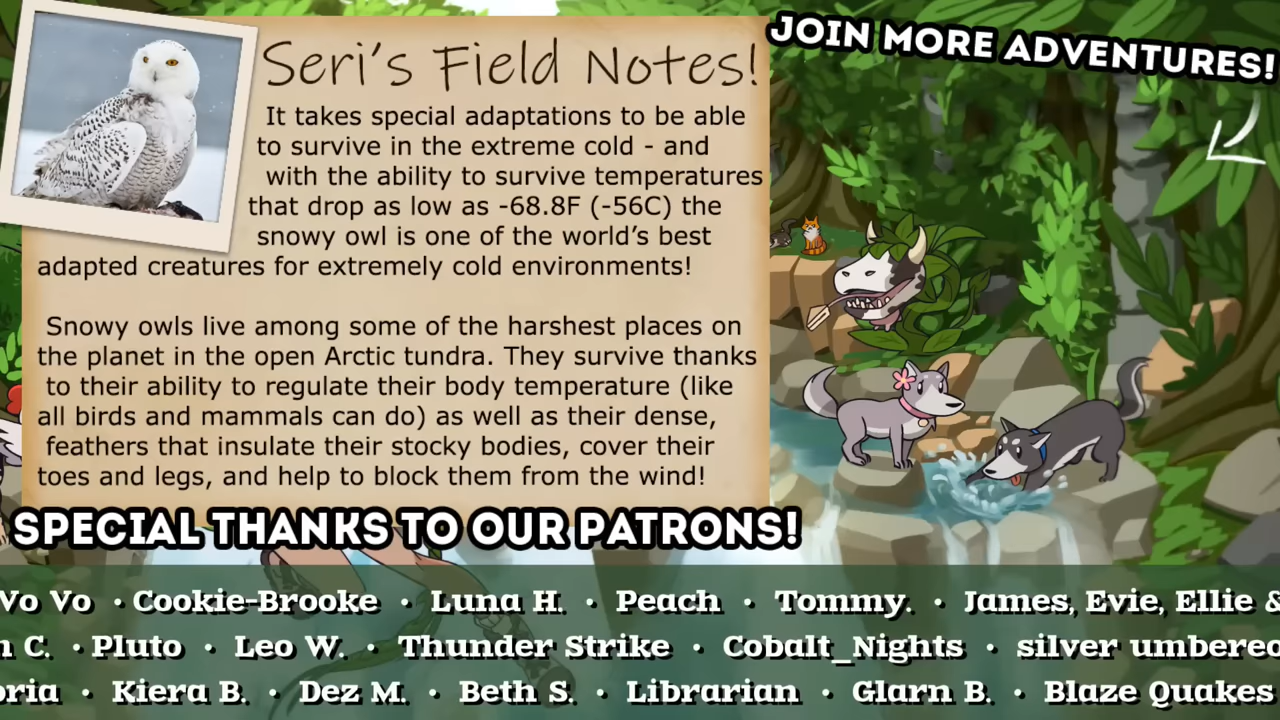 Seri's Field Notes!
It takes special adaptations to be able
to survive in the extreme cold - and
with the ability to survive temperatures
that drop as low as -68.8F (-56C) the
snowy owl is one of the world's best
adapted creatures for extremely cold environments!
Snowy owls live among some of the harshest places on
the planet in the open Arctic tundra. They survive thanks
to their ability to regulate their body temperature (like
all birds and mammals can do) as well as their dense,
feathers that insulate their stocky bodies, cover their
toes and legs, and help to block them from the wind!
JOIN MORE ADVENTURES!
SPECIAL THANKS TO OUR PATRONS!
Vo Vo · Cookie-Brooke · Luna H. · Peach · Tommy. · James, Evie, Ellie &
C. · Pluto · Leo W. · Thunder Strike · Cobalt_Nights · silver
· Kiera B. · Dez M. · Beth S. · Librarian · Glarn B. · Blaze Quakes